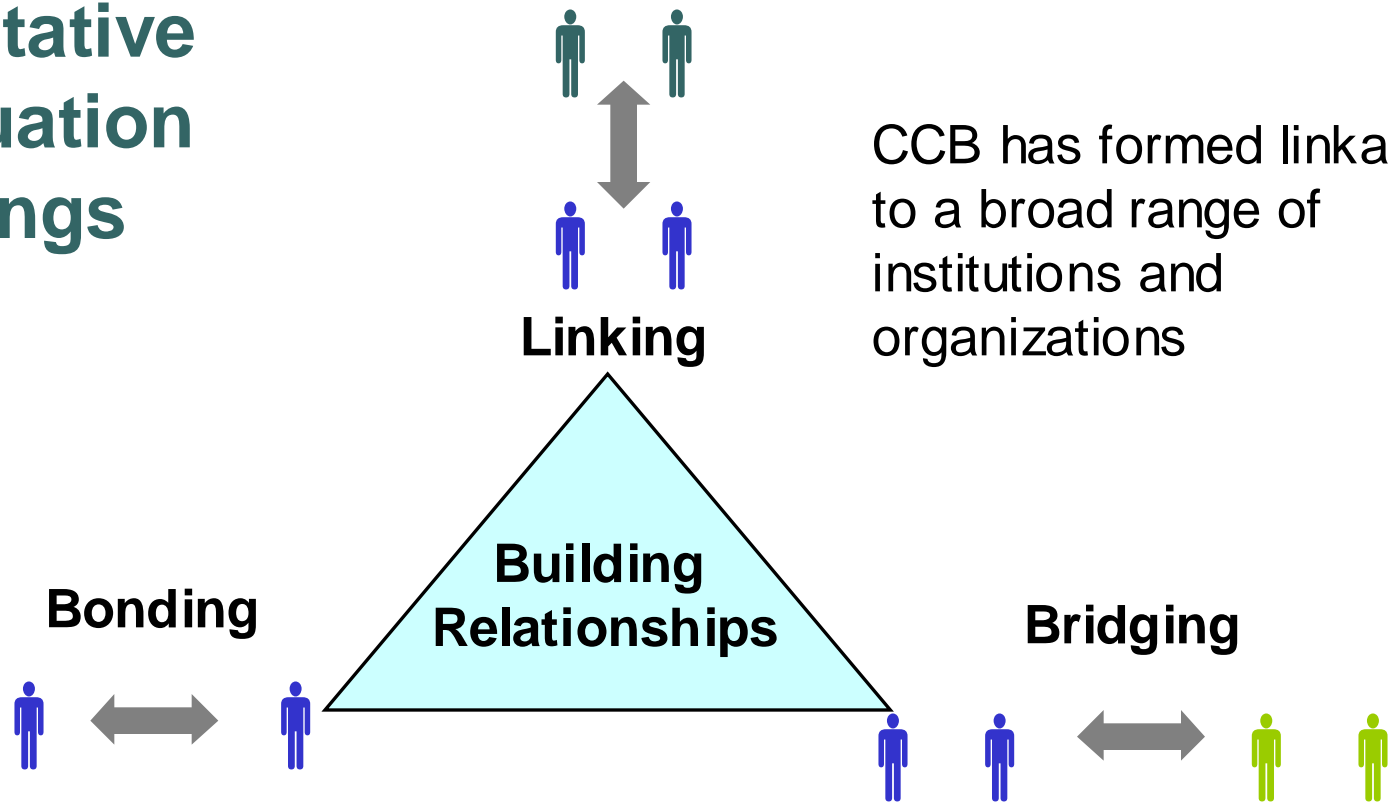 tative
uation
ngs
CCB has formed linka
to a broad range of
institutions and
organizations
Linking
Building
Relationships
Bonding
Bridging